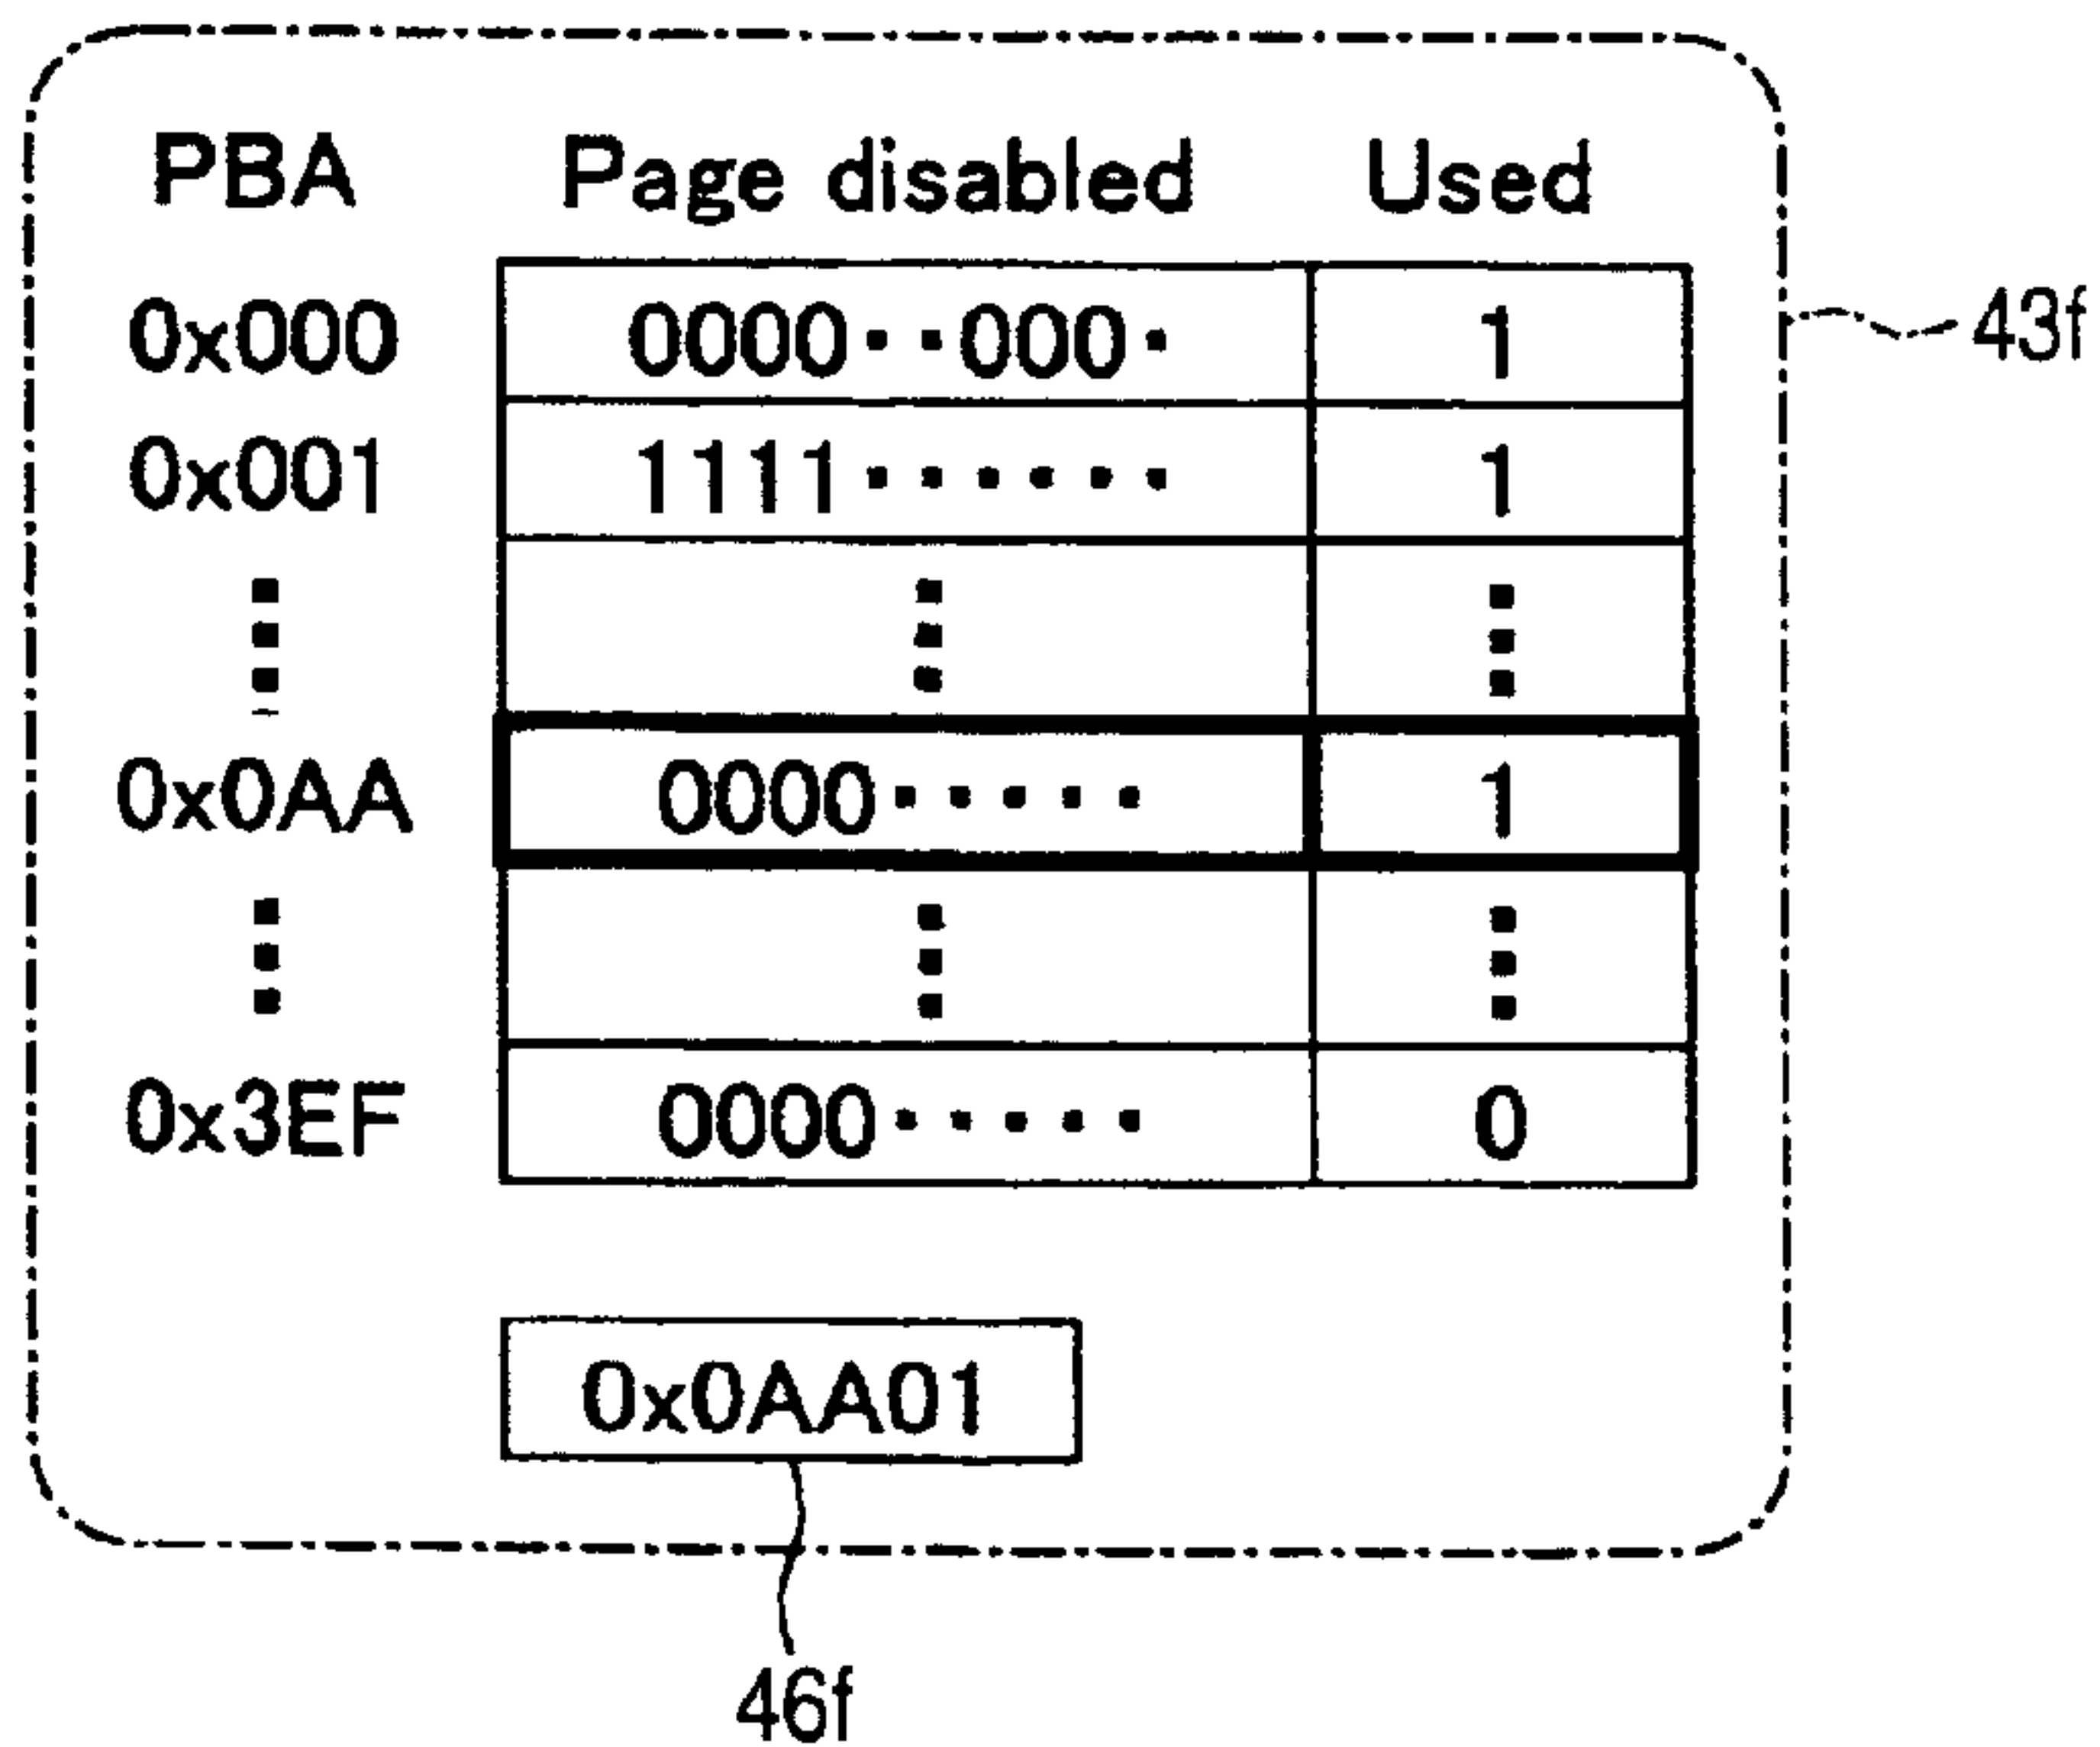 PBA Page disabled Used
0x000 0000··000· 1
43f
0x001 1111······ 1
0x0AA 0000····· 1
0x3EF 0000····· 0
0x0AA01
46f